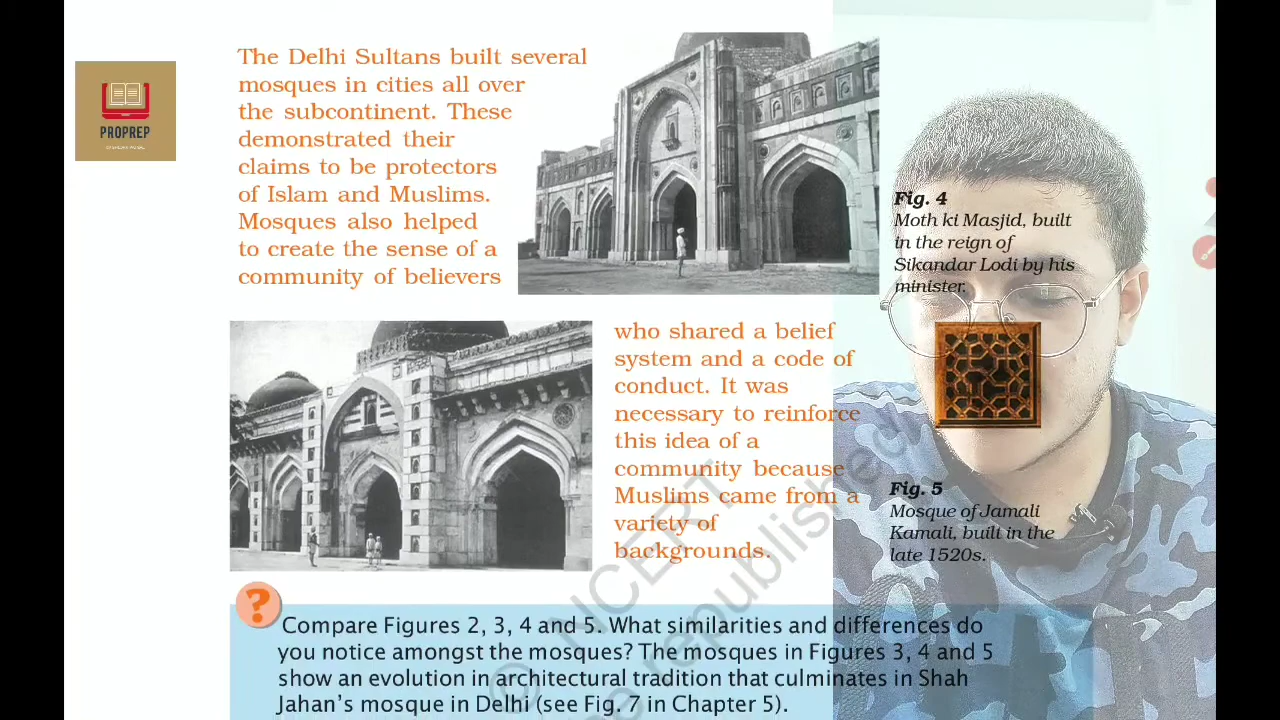 The Delhi Sultans built several
mosques in cities all over
the subcontinent. These
demonstrated their
claims to be protectors
of Islam and Muslims.
Mosques also helped
to create the sense of a
community of believers
PROPREP
Fig. 4
Moth ki Masjid, built
in the reign of
Sikandar Lodi by his
minister.
who shared a belief
system and a code of
conduct. It was
necessary to reinforce
this idea of a
community because
Muslims came from a
variety of
backgrounds.
Fig. 5
Mosque of Jamali
Kamali, built in the
late 1520s.
?
Compare Figures 2, 3, 4 and 5. What similarities and differences do
you notice amongst the mosques? The mosques in Figures 3, 4 and 5
show an evolution in architectural tradition that culminates in Shah
Jahan's mosque in Delhi (see Fig. 7 in Chapter 5).
© NCERT
republished